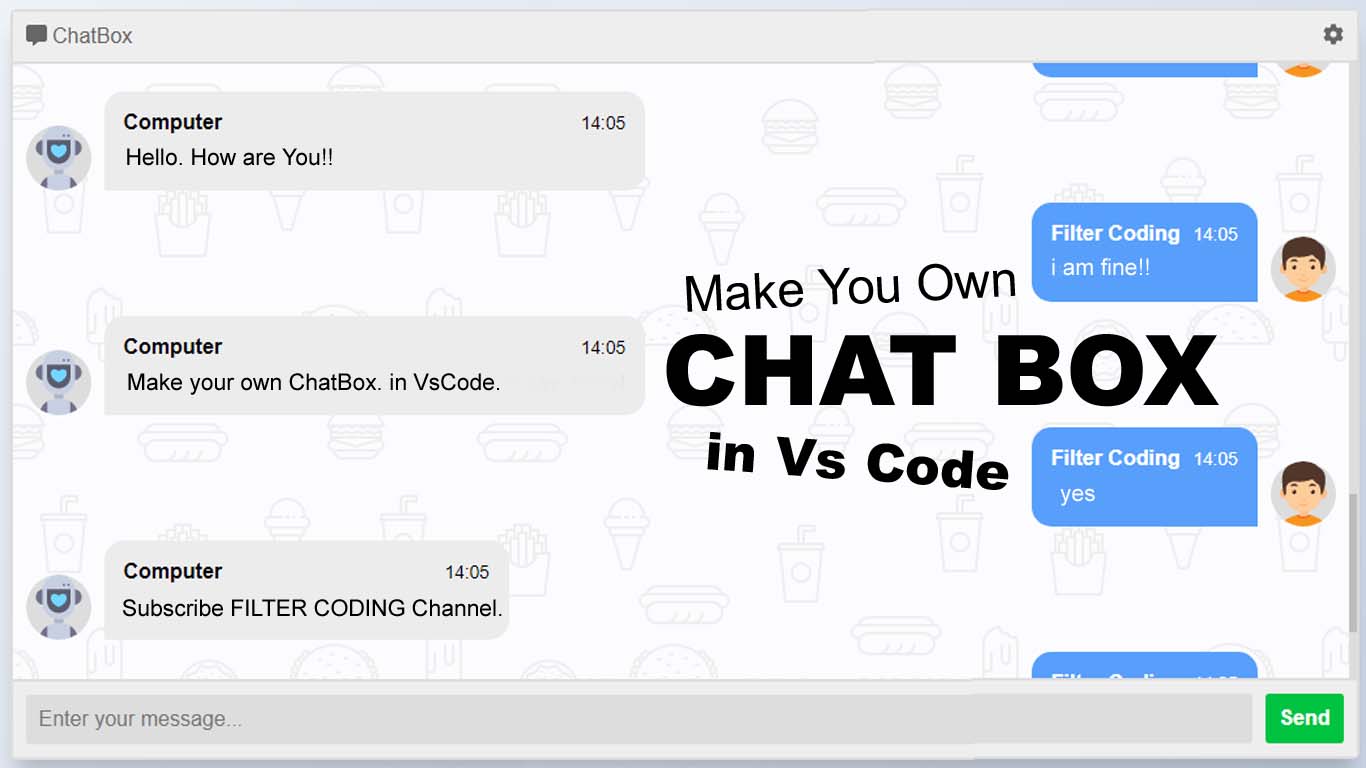 ChatBox
Computer 14:05
Hello. How are You!!
Filter Coding 14:05
i am fine!!
Make You Own
CHAT BOX
in Vs Code
Computer 14:05
Make your own ChatBox. in VsCode.
Filter Coding 14:05
yes
Computer 14:05
Subscribe FILTER CODING Channel.
Enter your message...
Send